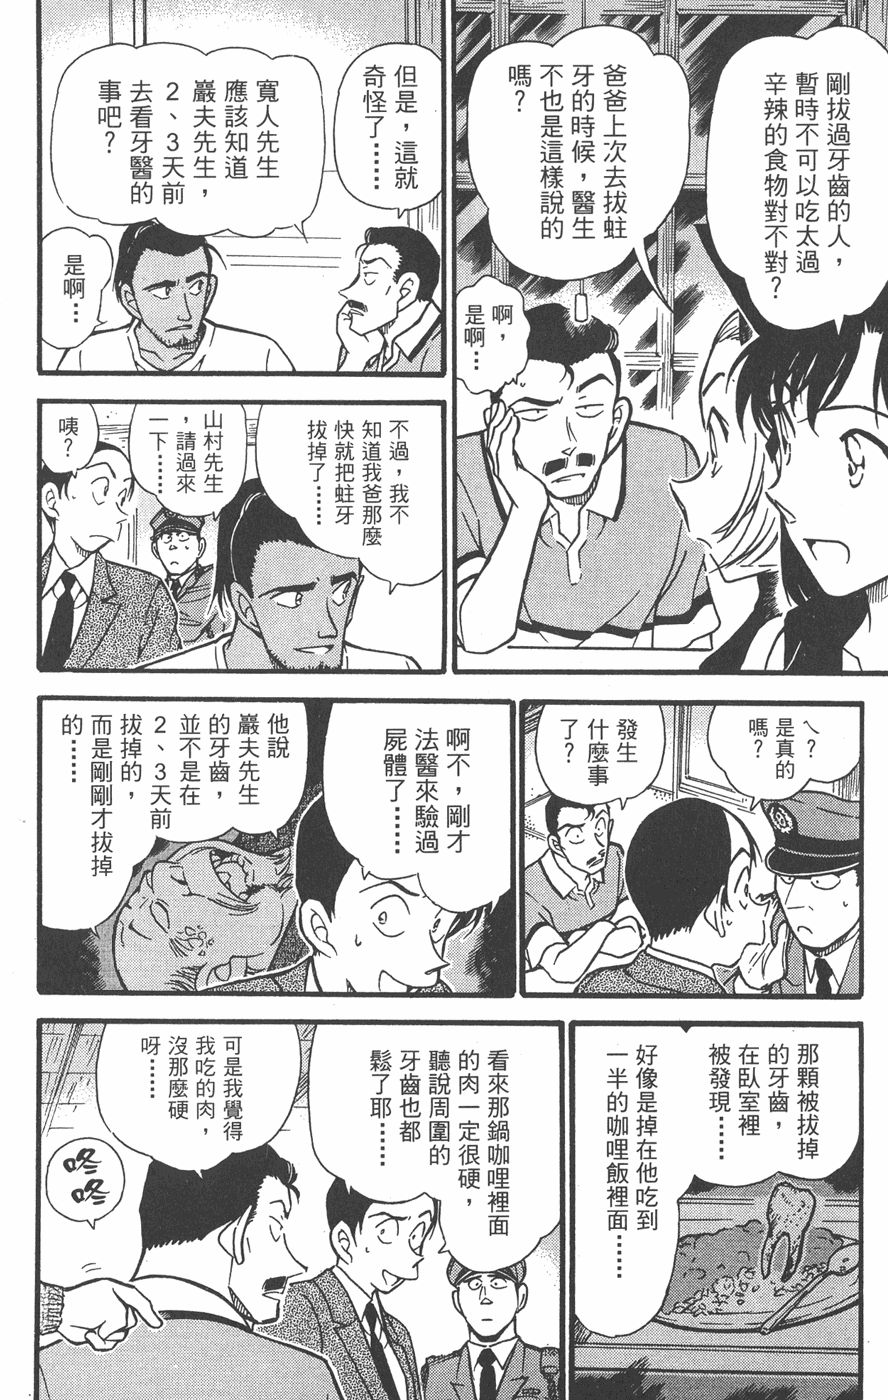 剛拔過牙齒的人，
暫時不可以吃太過
辛辣的食物對不對？
爸爸上次去拔蛀
牙的時候，醫生
不也是這樣說的
嗎？
啊，
是啊…
但是，這就
奇怪了……
寬人先生
應該知道
巖夫先生，
2、3天前
去看牙醫的
事吧？
是啊…
不過，我不
知道我爸那麼
快就把蛀牙
拔掉了……
山村先生
，請過來
一下……
咦？
ㄟ？
是真的
嗎？
發生
什麼事
了？
啊不，剛才
法醫來驗過
屍體了……
他說
巖夫先生
的牙齒，
並不是在
2、3天前
拔掉的，
而是剛剛才拔掉
的……
那顆被拔掉
的牙齒，
在臥室裡
被發現……
好像是掉在他吃到
一半的咖哩飯裡面……
看來那鍋咖哩裡面
的肉一定很硬，
聽說周圍的
牙齒也都
鬆了耶……
可是我覺得
我吃的肉，
沒那麼硬
呀……
咚
咚